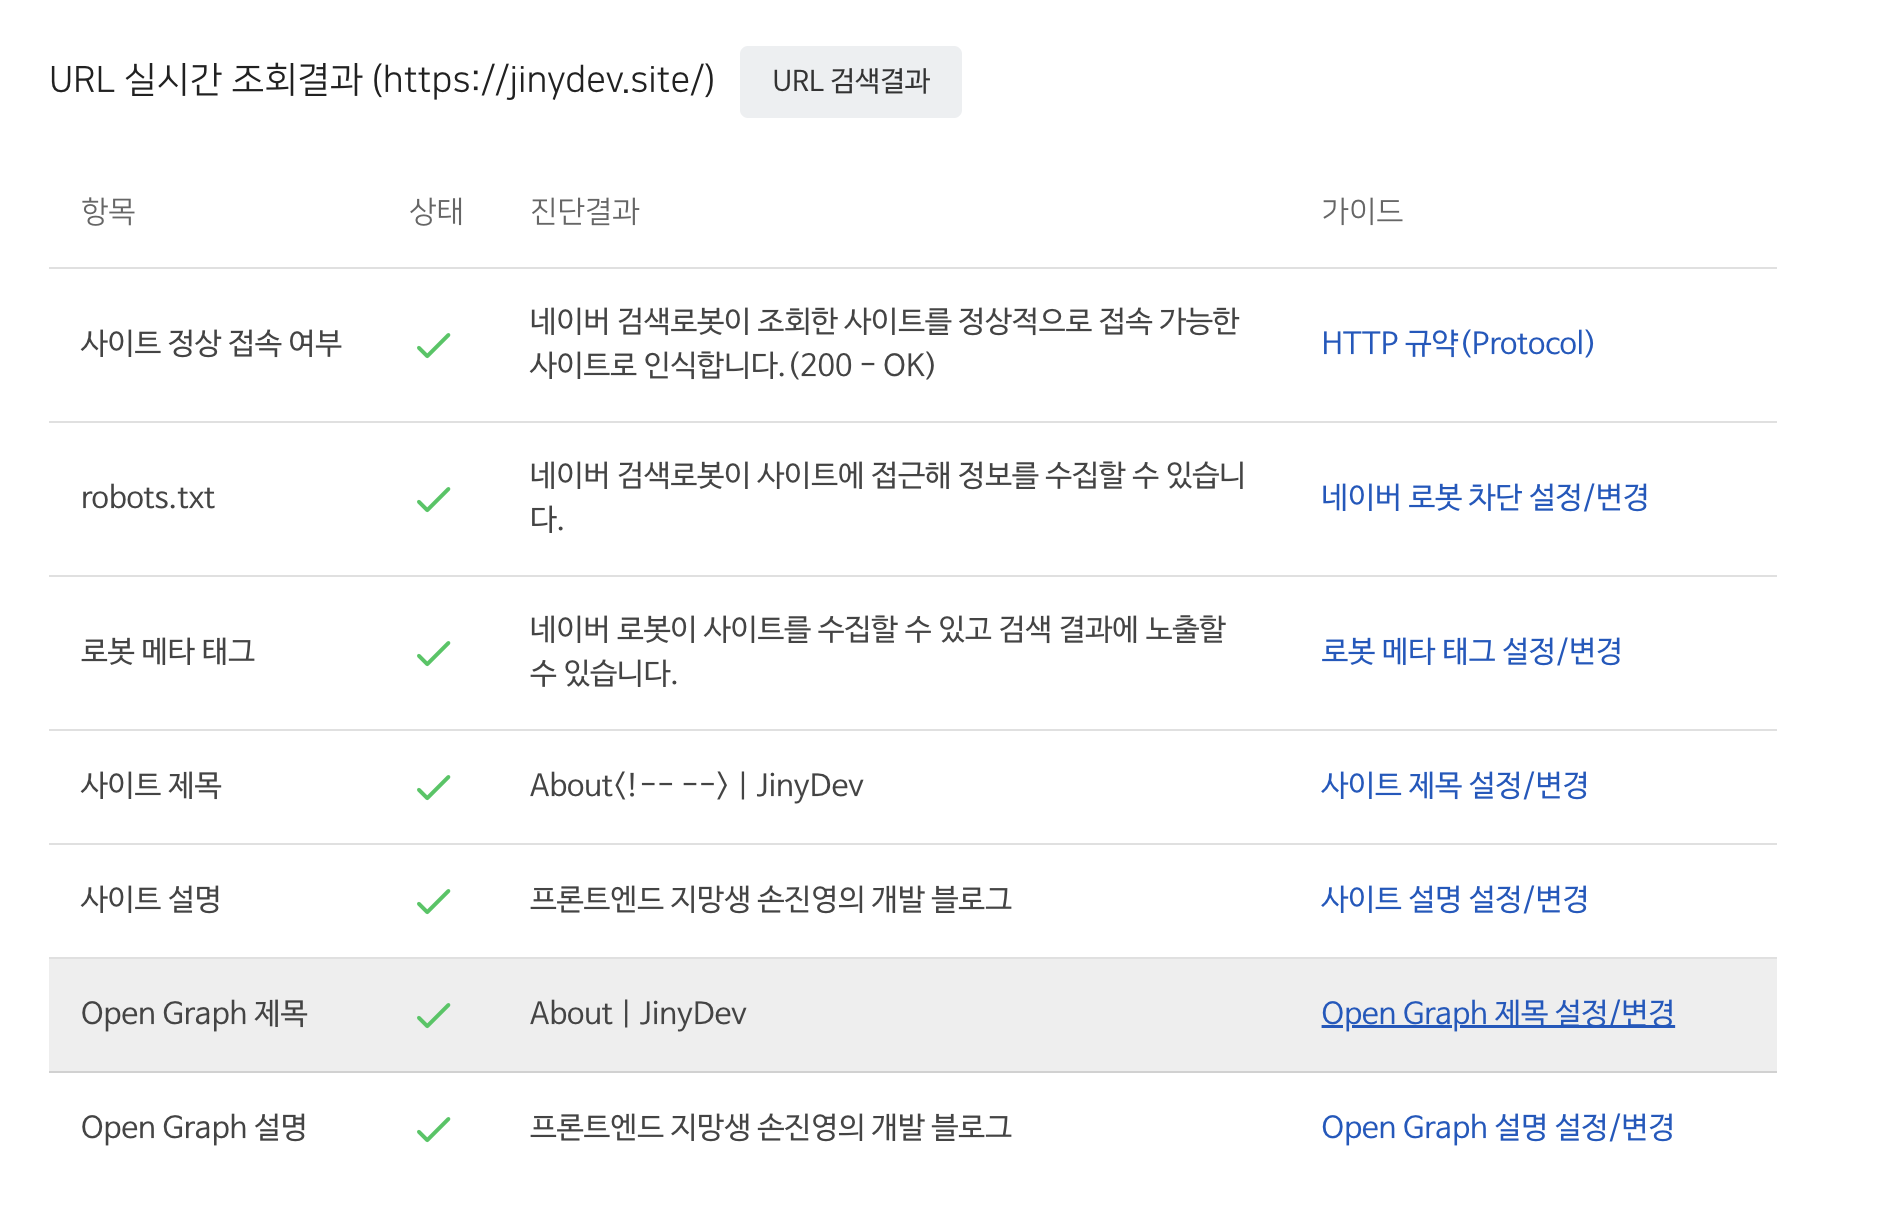 URL 실시간 조회결과 (https://jinydev.site/) URL 검색결과
항목 상태 진단결과 가이드
사이트 정상 접속 여부 네이버 검색로봇이 조회한 사이트를 정상적으로 접속 가능한
사이트로 인식합니다.(200 - OK) HTTP 규약(Protocol)
robots.txt 네이버 검색로봇이 사이트에 접근해 정보를 수집할 수 있습니
다. 네이버 로봇 차단 설정/변경
로봇 메타 태그 네이버 로봇이 사이트를 수집할 수 있고 검색 결과에 노출할
수 있습니다. 로봇 메타 태그 설정/변경
사이트 제목 About<!-- --> | JinyDev 사이트 제목 설정/변경
사이트 설명 프론트엔드 지망생 손진영의 개발 블로그 사이트 설명 설정/변경
Open Graph 제목 About | JinyDev Open Graph 제목 설정/변경
Open Graph 설명 프론트엔드 지망생 손진영의 개발 블로그 Open Graph 설명 설정/변경